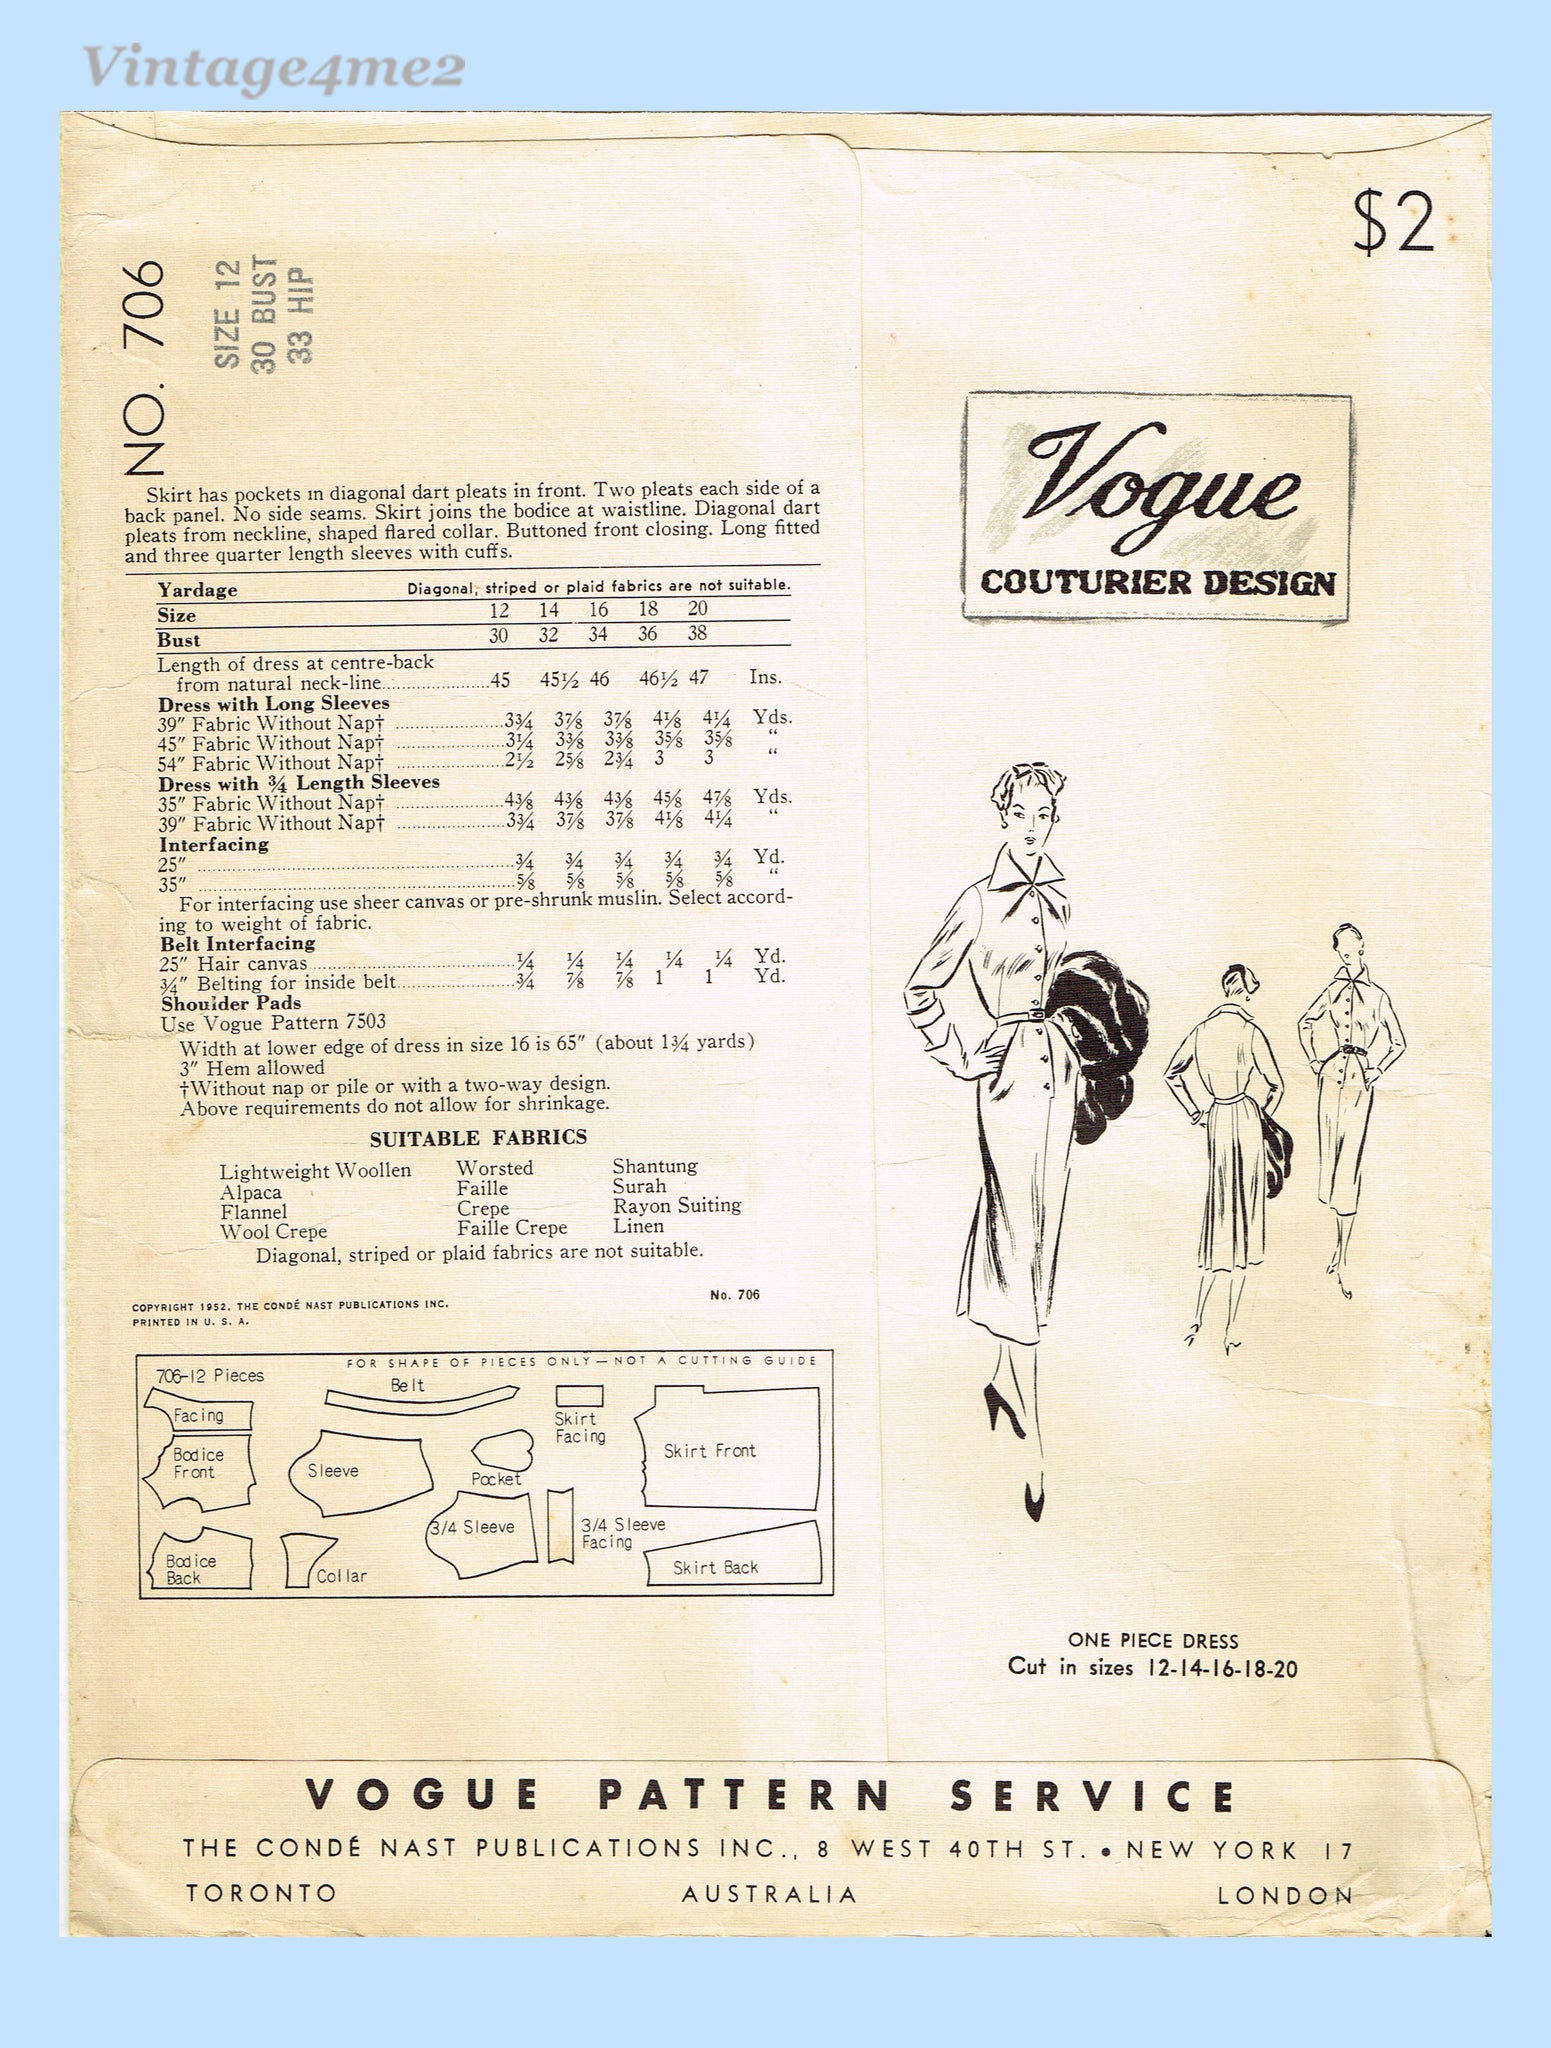 Vintage4me2
$2
NO. 706
SIZE 12
30 BUST
33 HIP
Skirt has pockets in diagonal dart pleats in front. Two pleats each side of a
back panel. No side seams. Skirt joins the bodice at waistline. Diagonal dart
pleats from neckline, shaped flared collar. Buttoned front closing. Long fitted
and three quarter length sleeves with cuffs.
Yardage Diagonal, striped or plaid fabrics are not suitable.
Size 12 14 16 18 20
Bust 30 32 34 36 38
Length of dress at centre-back
from natural neck-line......................45 45½ 46 46½ 47 Ins.
Dress with Long Sleeves
39″ Fabric Without Nap† ......................3¾ 3⅞ 3⅞ 4⅛ 4¼ Yds.
45″ Fabric Without Nap† ......................3¼ 3⅜ 3⅜ 3⅝ 3⅝ "
54″ Fabric Without Nap† ......................2½ 2⅝ 2¾ 3 3 "
Dress with ¾ Length Sleeves
35″ Fabric Without Nap† ......................4⅜ 4⅜ 4⅜ 4⅝ 4⅞ Yds.
39″ Fabric Without Nap† ......................3¾ 3⅞ 3⅞ 4⅛ 4¼ "
Interfacing
25″ ......................¾ ¾ ¾ ¾ ¾ Yd.
35″ ......................⅝ ⅝ ⅝ ⅝ ⅝ "
For interfacing use sheer canvas or pre-shrunk muslin. Select accord-
ing to weight of fabric.
Belt Interfacing
25″ Hair canvas......................¼ ¼ ¼ ¼ ¼ Yd.
¾″ Belting for inside belt......................¾ ⅞ ⅞ 1 1 Yd.
Shoulder Pads
Use Vogue Pattern 7503
Width at lower edge of dress in size 16 is 65″ (about 1¾ yards)
3″ Hem allowed
†Without nap or pile or with a two-way design.
Above requirements do not allow for shrinkage.
SUITABLE FABRICS
Lightweight Woollen Worsted Shantung
Alpaca Faille Surah
Flannel Crepe Rayon Suiting
Wool Crepe Faille Crepe Linen
Diagonal, striped or plaid fabrics are not suitable.
No. 706
COPYRIGHT 1952, THE CONDÉ NAST PUBLICATIONS INC.
PRINTED IN U. S. A.
FOR SHAPE OF PIECES ONLY—NOT A CUTTING GUIDE
706-12 Pieces
Belt
Facing
Skirt
Facing
Bodice
Front
Sleeve
Pocket
Skirt Front
3/4 Sleeve
3/4 Sleeve
Facing
Bodice
Back
Collar
Skirt Back
Vogue
COUTURIER DESIGN
ONE PIECE DRESS
Cut in sizes 12-14-16-18-20
VOGUE PATTERN SERVICE
THE CONDÉ NAST PUBLICATIONS INC., 8 WEST 40TH ST. • NEW YORK 17
TORONTO AUSTRALIA LONDON